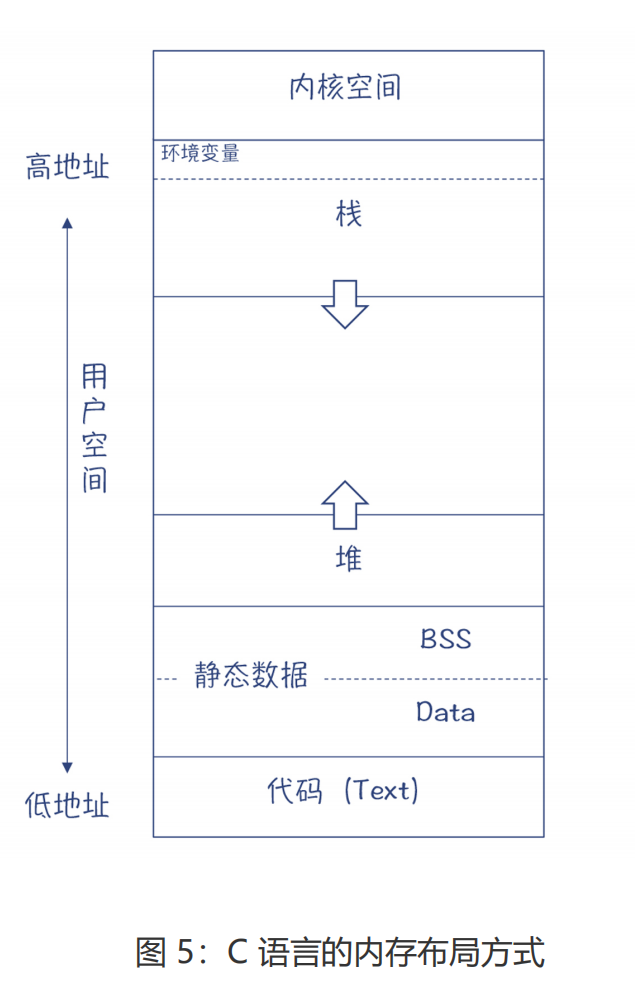 内核空间
环境变量
高地址
栈
用户空间
堆
BSS
静态数据
Data
代码（Text）
低地址
图 5：C 语言的内存布局方式